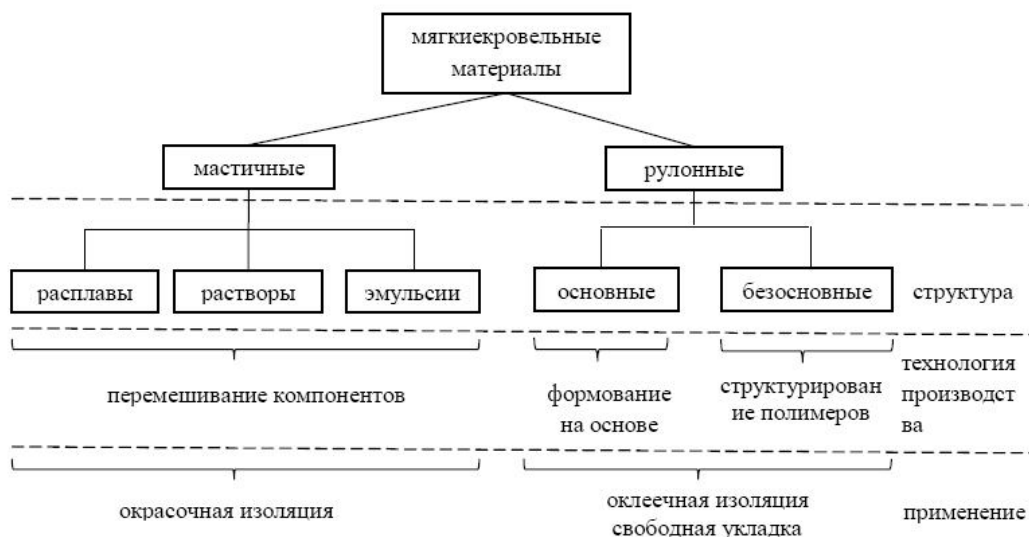 мягкиекровельные
материалы
мастичные
рулонные
расплавы
растворы
эмульсии
основные
безосновные
структура
перемешивание компонентов
формование
на основе
структурирован
ие полимеров
технология
производст
ва
окрасочная изоляция
оклеечная изоляция
свободная укладка
применение